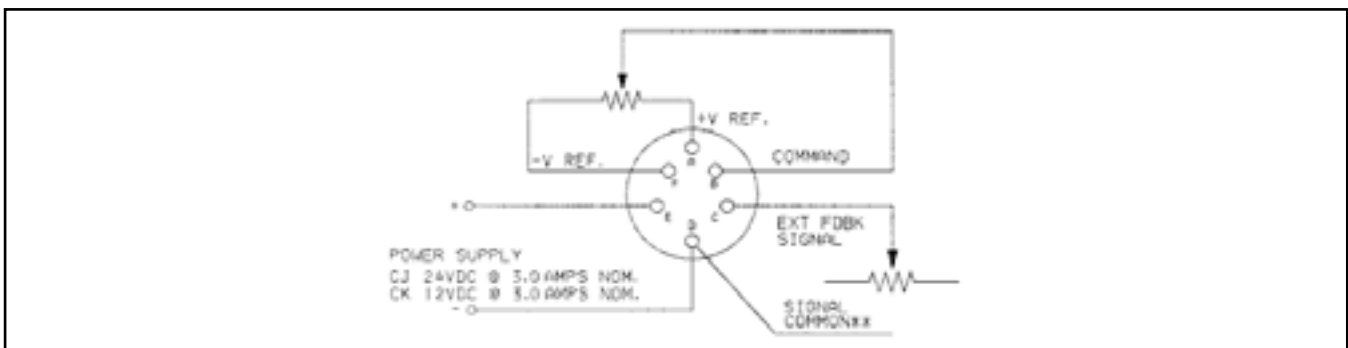 +V REF.
A
-V REF.
COMMAND
F
B
+
E
C
D
EXT FDBK
SIGNAL
POWER SUPPLY
CJ 24VDC @ 3.0 AMPS NOM.
CK 12VDC @ 3.0 AMPS NOM.
-
SIGNAL
COMMON**